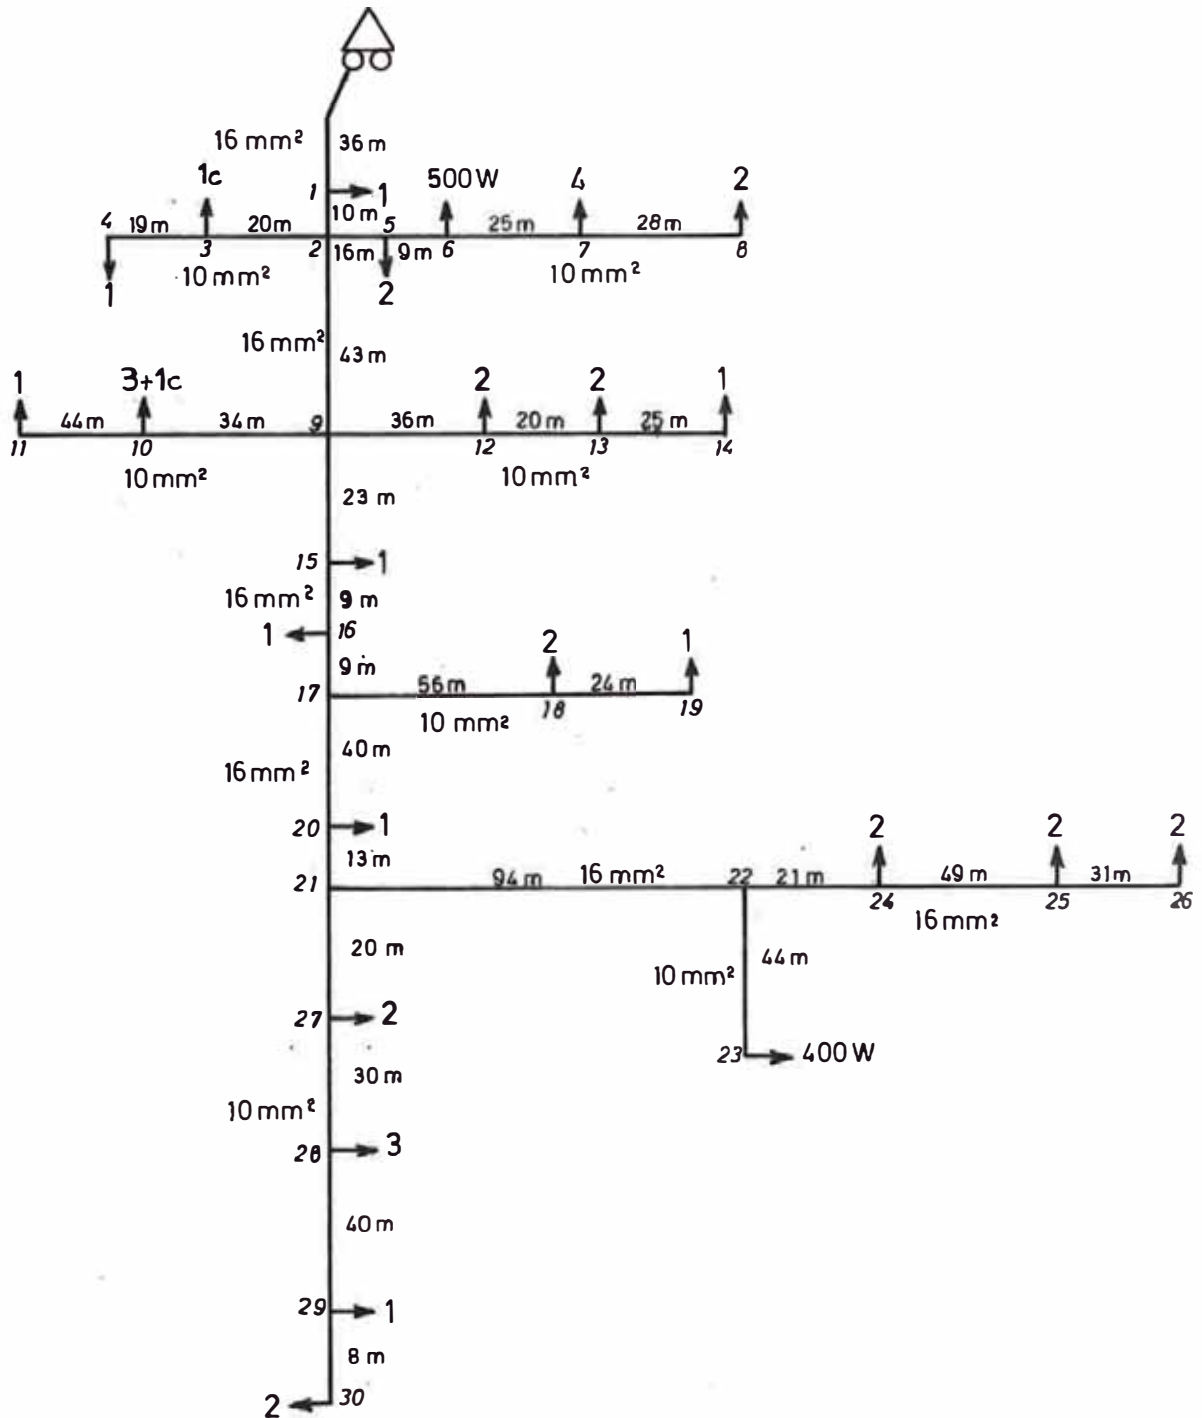 16 mm² 36 m
1c 500 W 4 2
1 1
10 m
4 19 m 20 m 5 25 m 28 m
3 2 16 m 9 m 6 7 8
10 mm² 10 mm²
1 2
16 mm² 43 m
1 3+1c 2 2 1
44 m 34 m 9 36 m 20 m 25 m
11 10 12 13 14
10 mm² 10 mm²
23 m
15 1
16 mm² 9 m
1 16
9 m 2 1
17 56 m 24 m
10 mm² 18 19
40 m
16 mm²
20 1 2 2 2
13 m
21 94 m 16 mm² 22 21 m 49 m 31 m
24 25 26
16 mm²
20 m 44 m
10 mm²
27 2
23 400 W
30 m
10 mm²
28 3
40 m
29 1
8 m
2 30